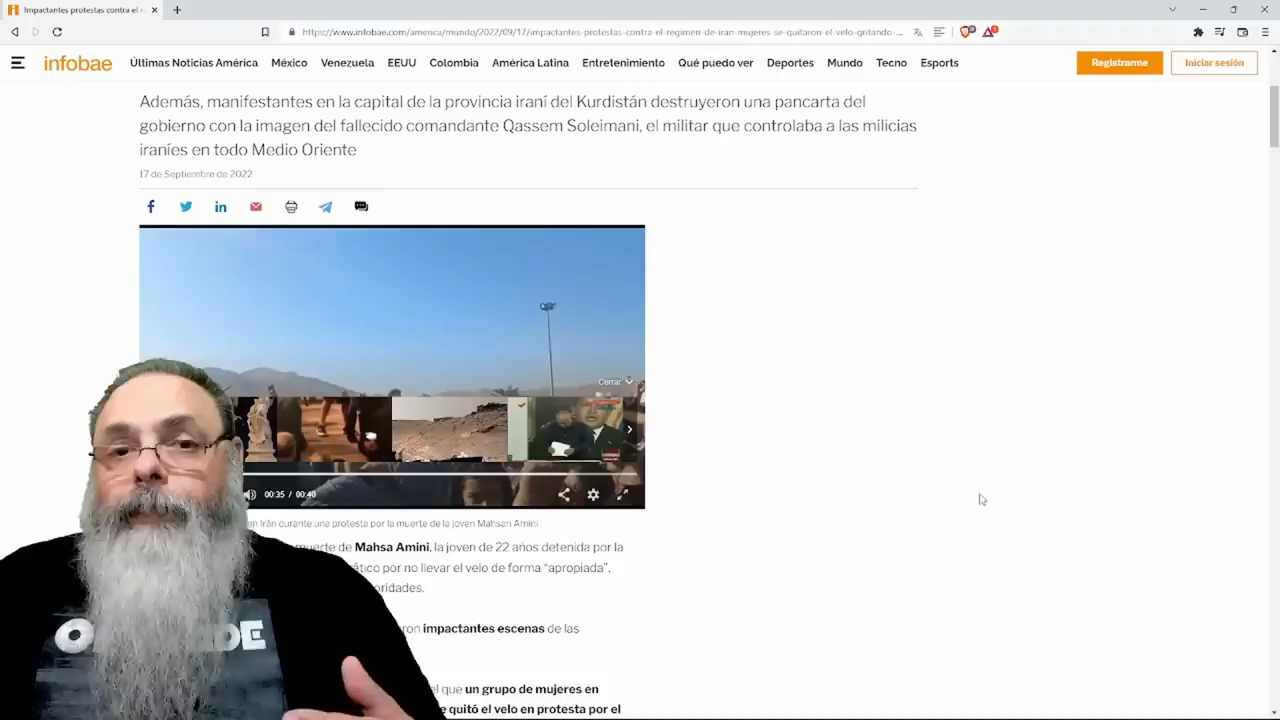 Impactantes protestas contra el r
https://www.infobae.com/america/mundo/2022/09/17/impactantes-protestas-contra-el-regimen-de-iran-mujeres-se-quitaron-el-velo-gritando-...
infobae
Últimas Noticias América México Venezuela EEUU Colombia América Latina Entretenimiento Qué puedo ver Deportes Mundo Tecno Esports
Registrarme Iniciar sesión
Además, manifestantes en la capital de la provincia iraní del Kurdistán destruyeron una pancarta del
gobierno con la imagen del fallecido comandante Qassem Soleimani, el militar que controlaba a las milicias
iraníes en todo Medio Oriente
17 de Septiembre de 2022
Cerrar
00:35 / 00:40
en Irán durante una protesta por la muerte de la joven Mahsan Amini
muerte de Mahsa Amini, la joven de 22 años detenida por la
ático por no llevar el velo de forma “apropiada”,
oridades.
ron impactantes escenas de las
el que un grupo de mujeres en
e quitó el velo en protesta por el